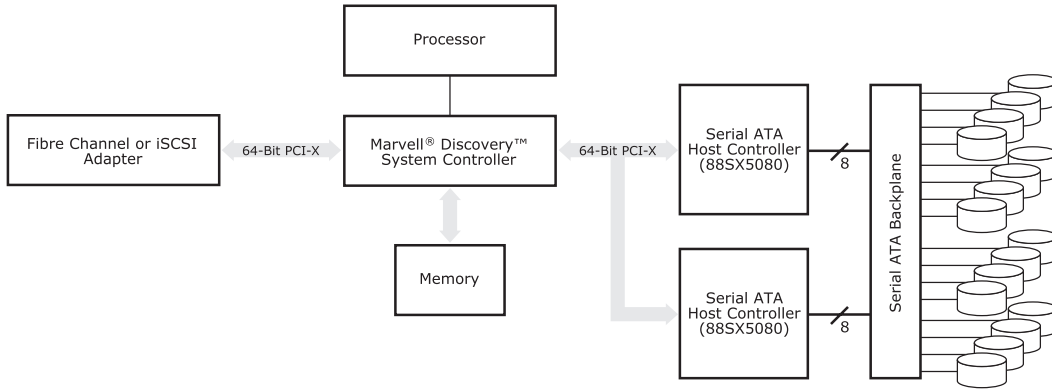 Processor
Fibre Channel or iSCSI
Adapter
64-Bit PCI-X
Marvell® Discovery™
System Controller
64-Bit PCI-X
Memory
Serial ATA
Host Controller
(88SX5080)
8
Serial ATA
Host Controller
(88SX5080)
8
Serial ATA Backplane